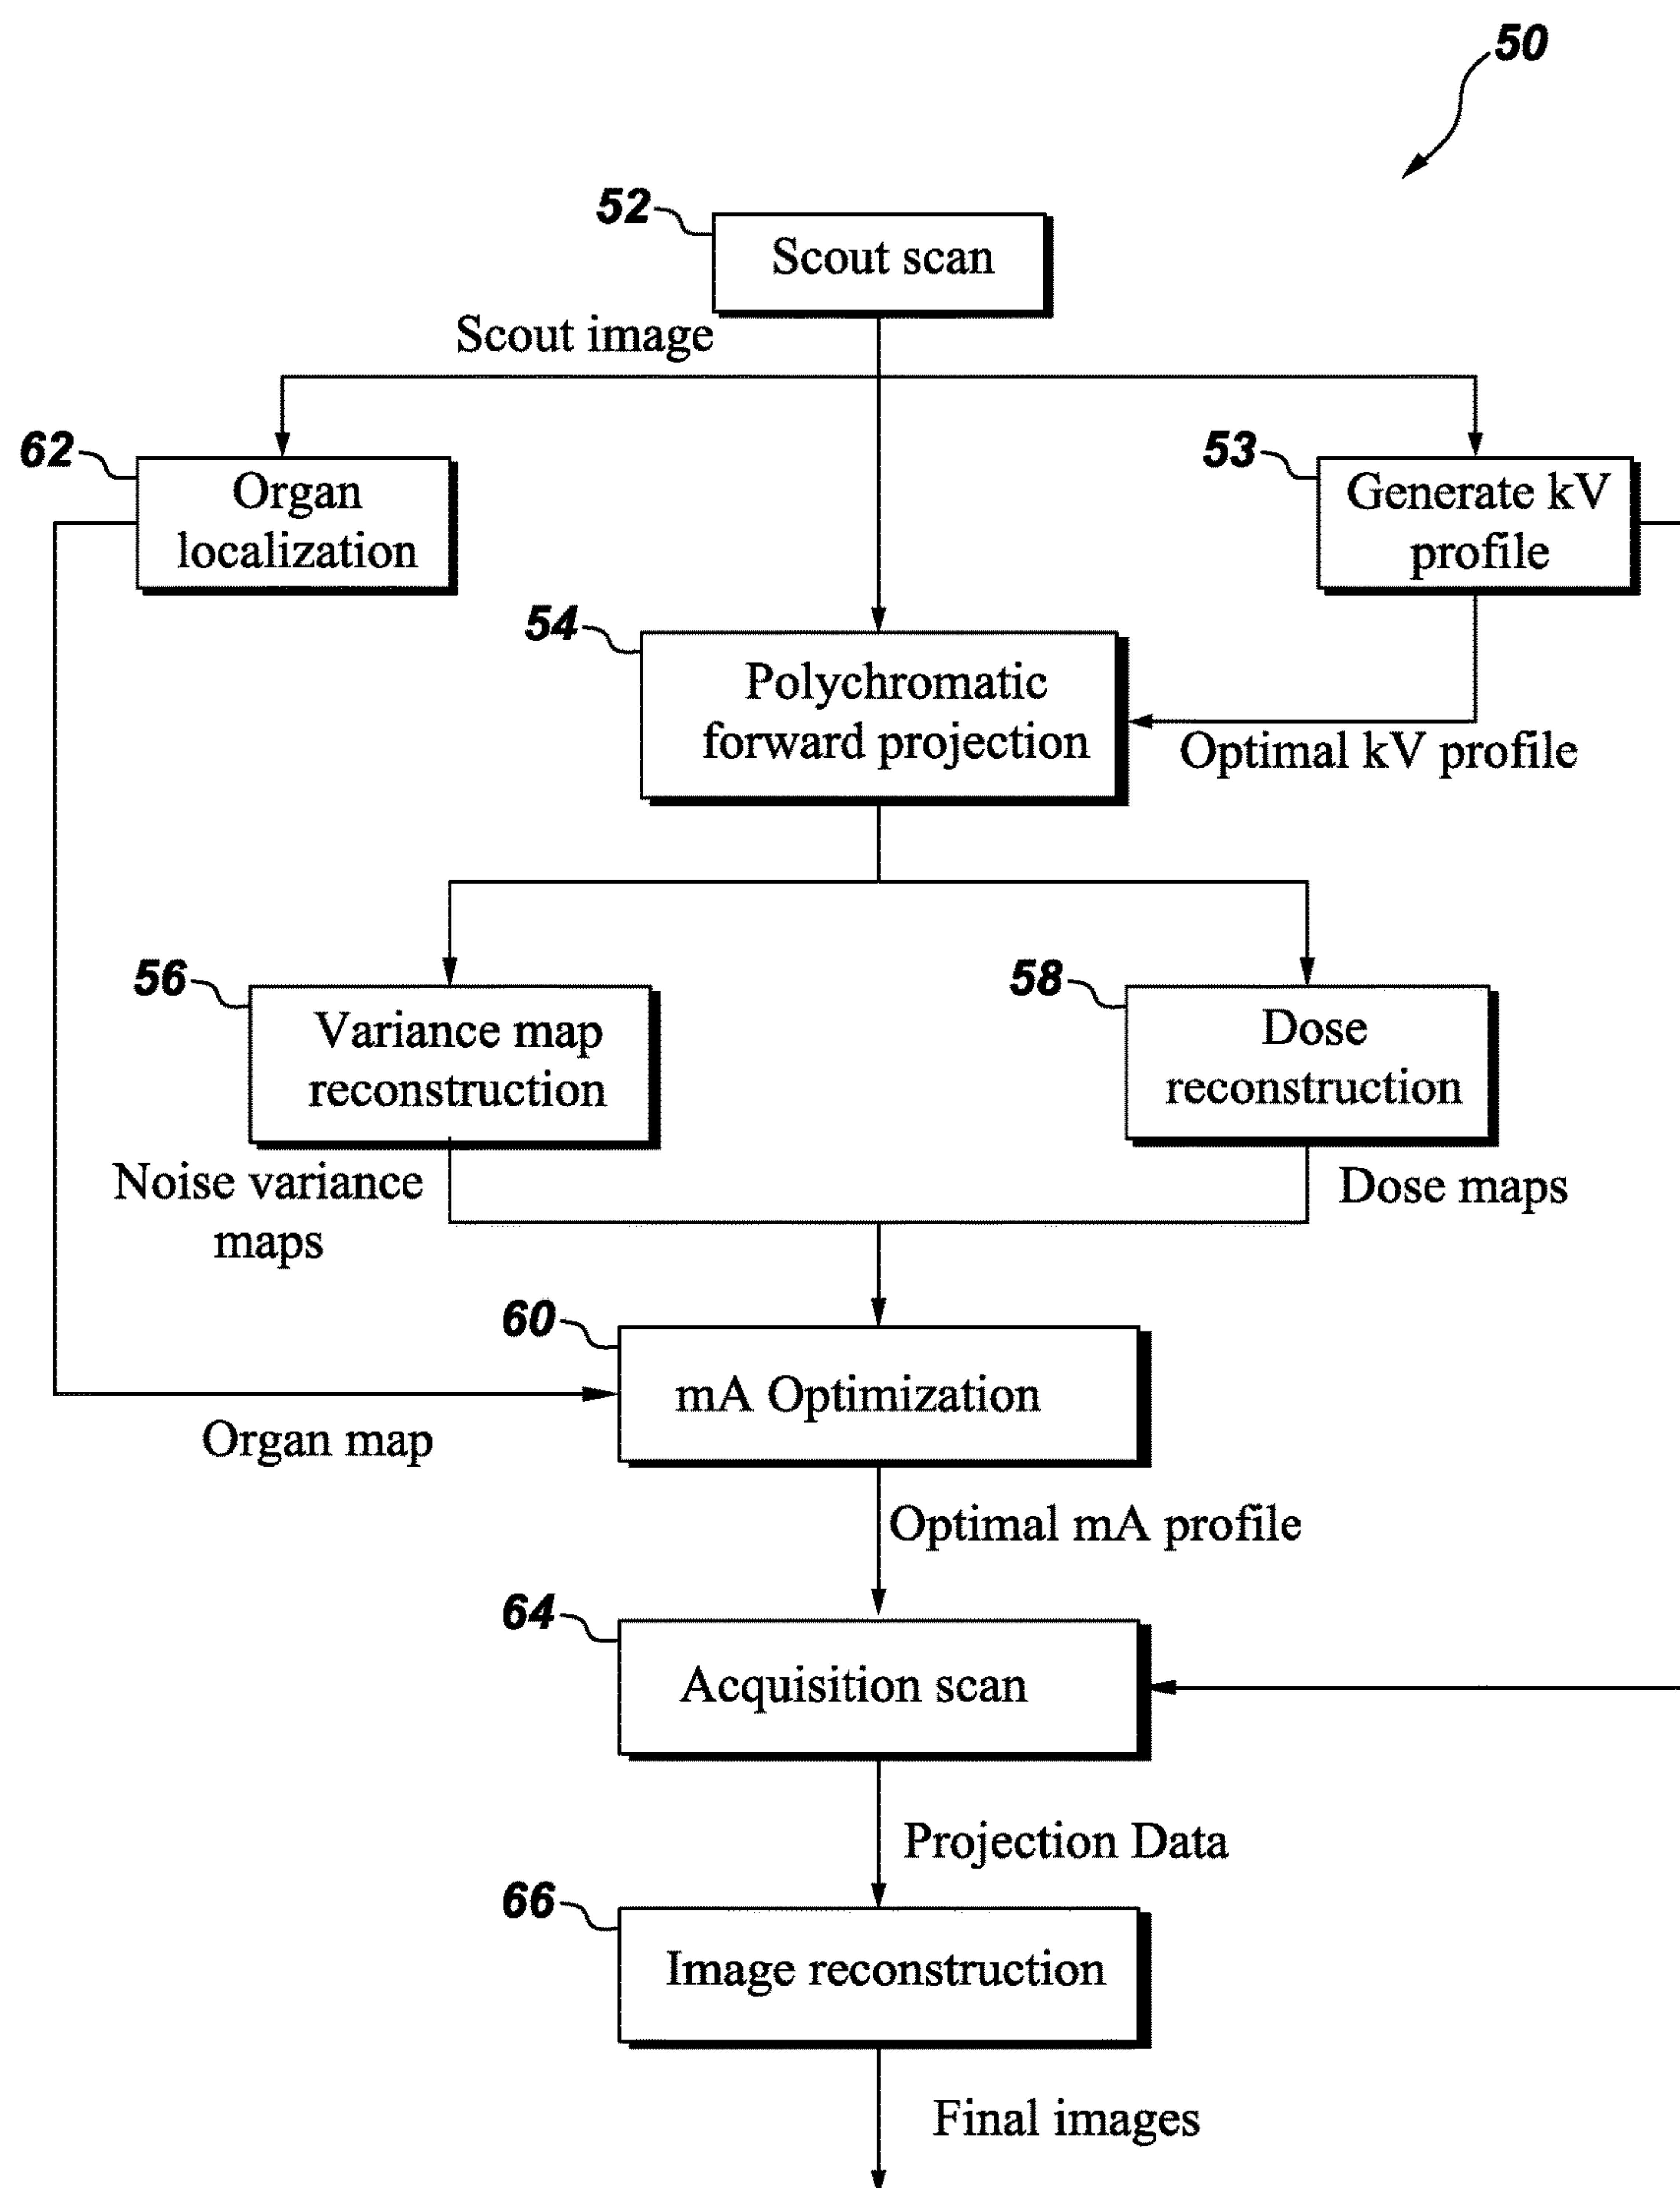 50
52
Scout scan
Scout image
62
Organ
localization
53
Generate kV
profile
54
Polychromatic
forward projection
Optimal kV profile
56
Variance map
reconstruction
58
Dose
reconstruction
Noise variance
maps
Dose maps
60
mA Optimization
Organ map
Optimal mA profile
64
Acquisition scan
Projection Data
66
Image reconstruction
Final images